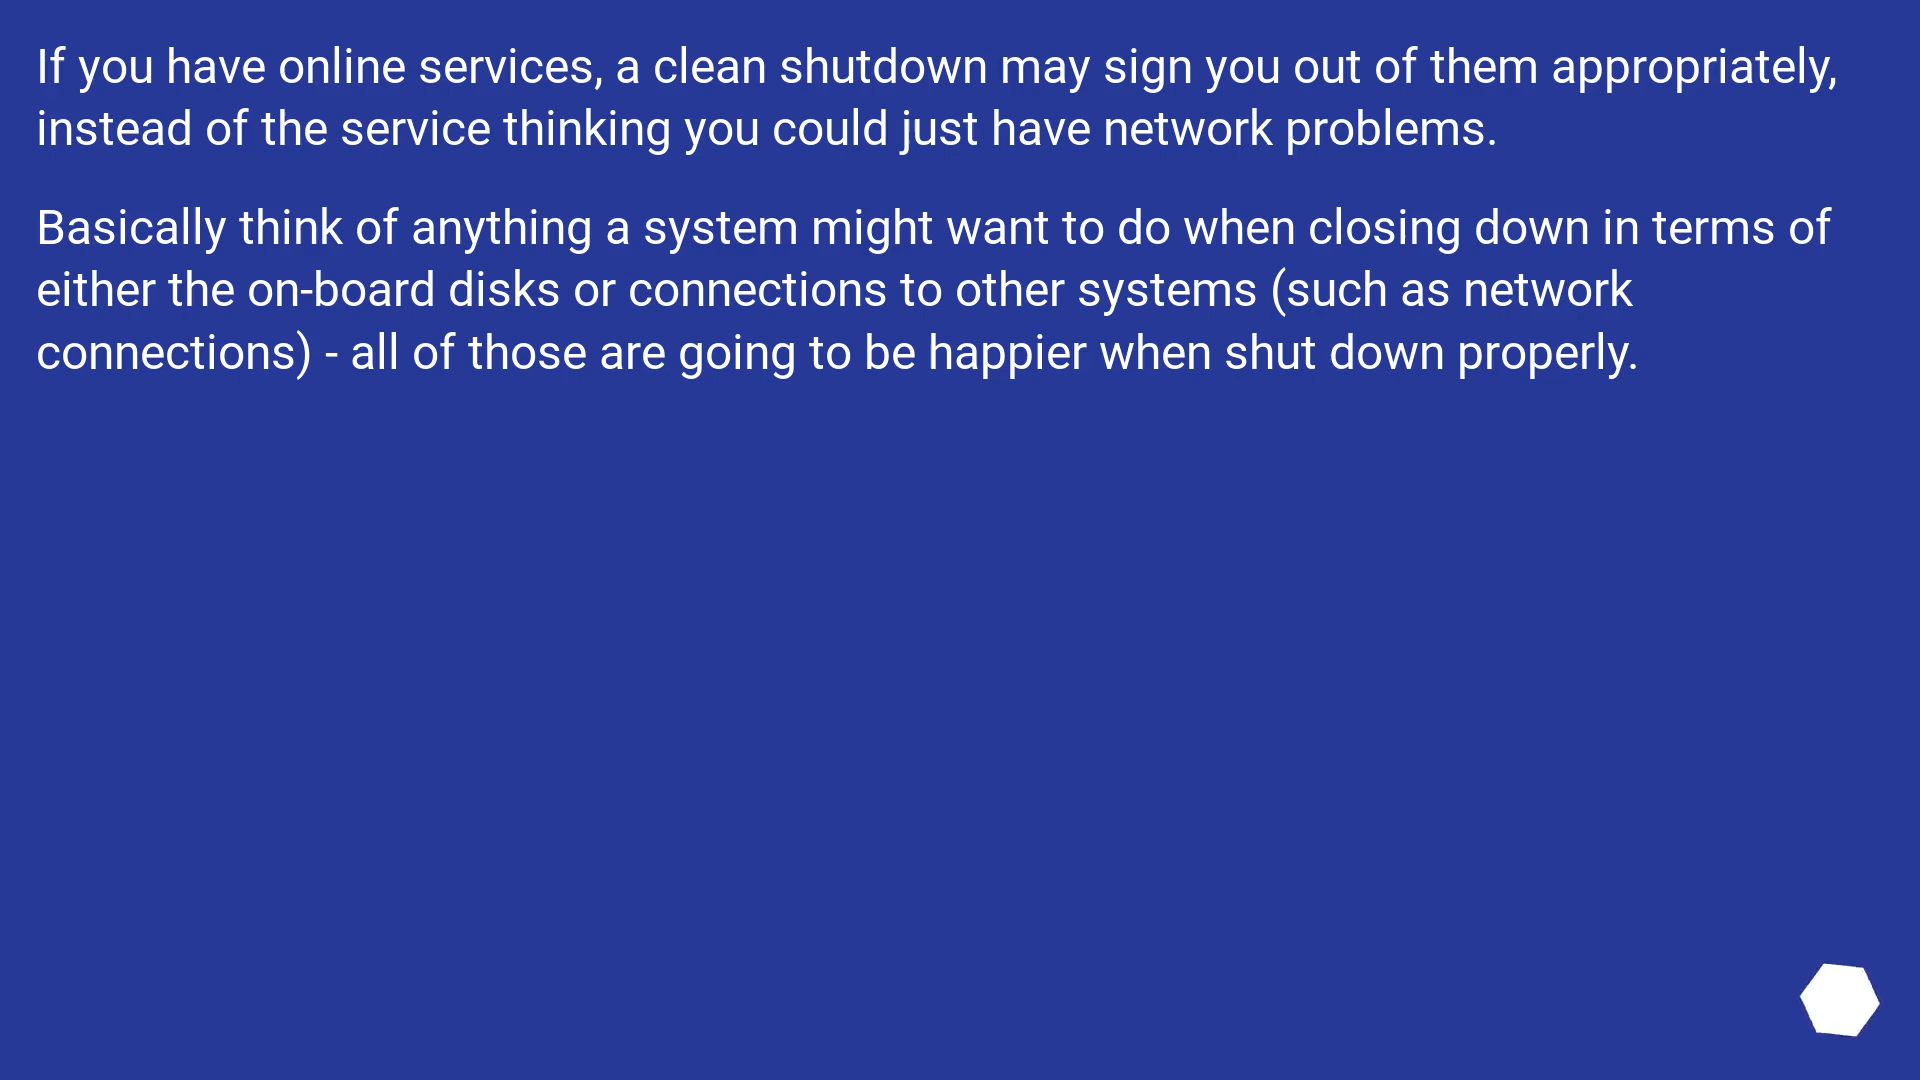 If you have online services, a clean shutdown may sign you out of them appropriately,
instead of the service thinking you could just have network problems.
Basically think of anything a system might want to do when closing down in terms of
either the on-board disks or connections to other systems (such as network
connections) - all of those are going to be happier when shut down properly.